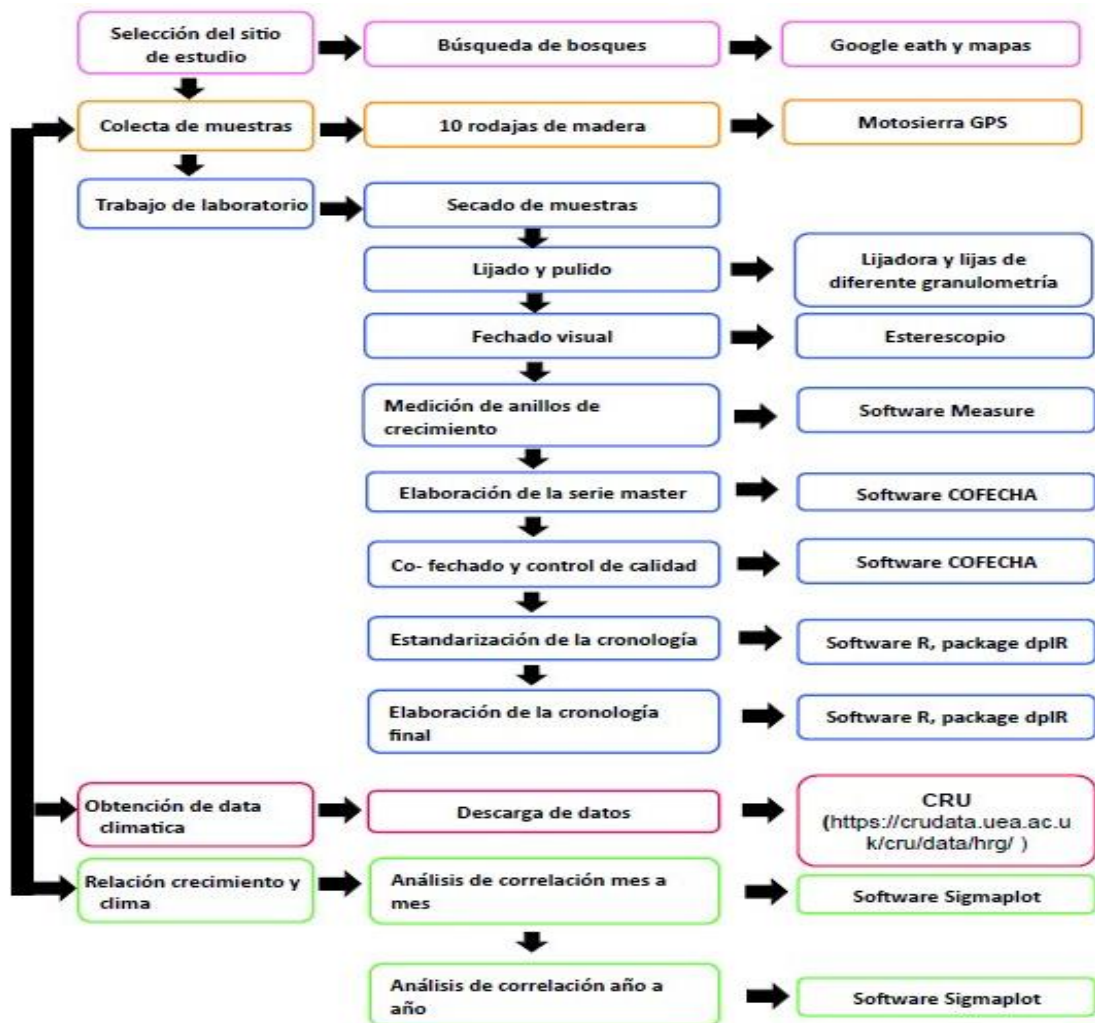 Selección del sitio
de estudio
Búsqueda de bosques
Google eath y mapas
Colecta de muestras
10 rodajas de madera
Motosierra GPS
Trabajo de laboratorio
Secado de muestras
Lijado y pulido
Lijadora y lijas de
diferente granulometría
Fechado visual
Esterescopio
Medición de anillos de
crecimiento
Software Measure
Elaboración de la serie master
Software COFECHA
Co- fechado y control de calidad
Software COFECHA
Estandarización de la cronología
Software R, package dpIR
Elaboración de la cronología
final
Software R, package dpIR
Obtención de data
climatica
Descarga de datos
CRU
(https://crudata.uea.ac.u
k/cru/data/hrg/ )
Relación crecimiento y
clima
Análisis de correlación mes a
mes
Software Sigmaplot
Análisis de correlación año a
año
Software Sigmaplot